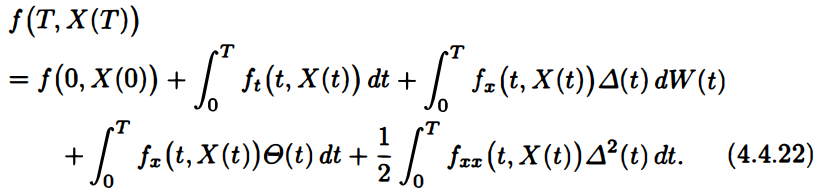 f(T, X(T))
= f(0, X(0)) + ∫₀ᵀ fₜ(t, X(t)) dt + ∫₀ᵀ fₓ(t, X(t))Δ(t) dW(t)
+ ∫₀ᵀ fₓ(t, X(t))Θ(t) dt + 1/2 ∫₀ᵀ fₓₓ(t, X(t))Δ²(t) dt. (4.4.22)